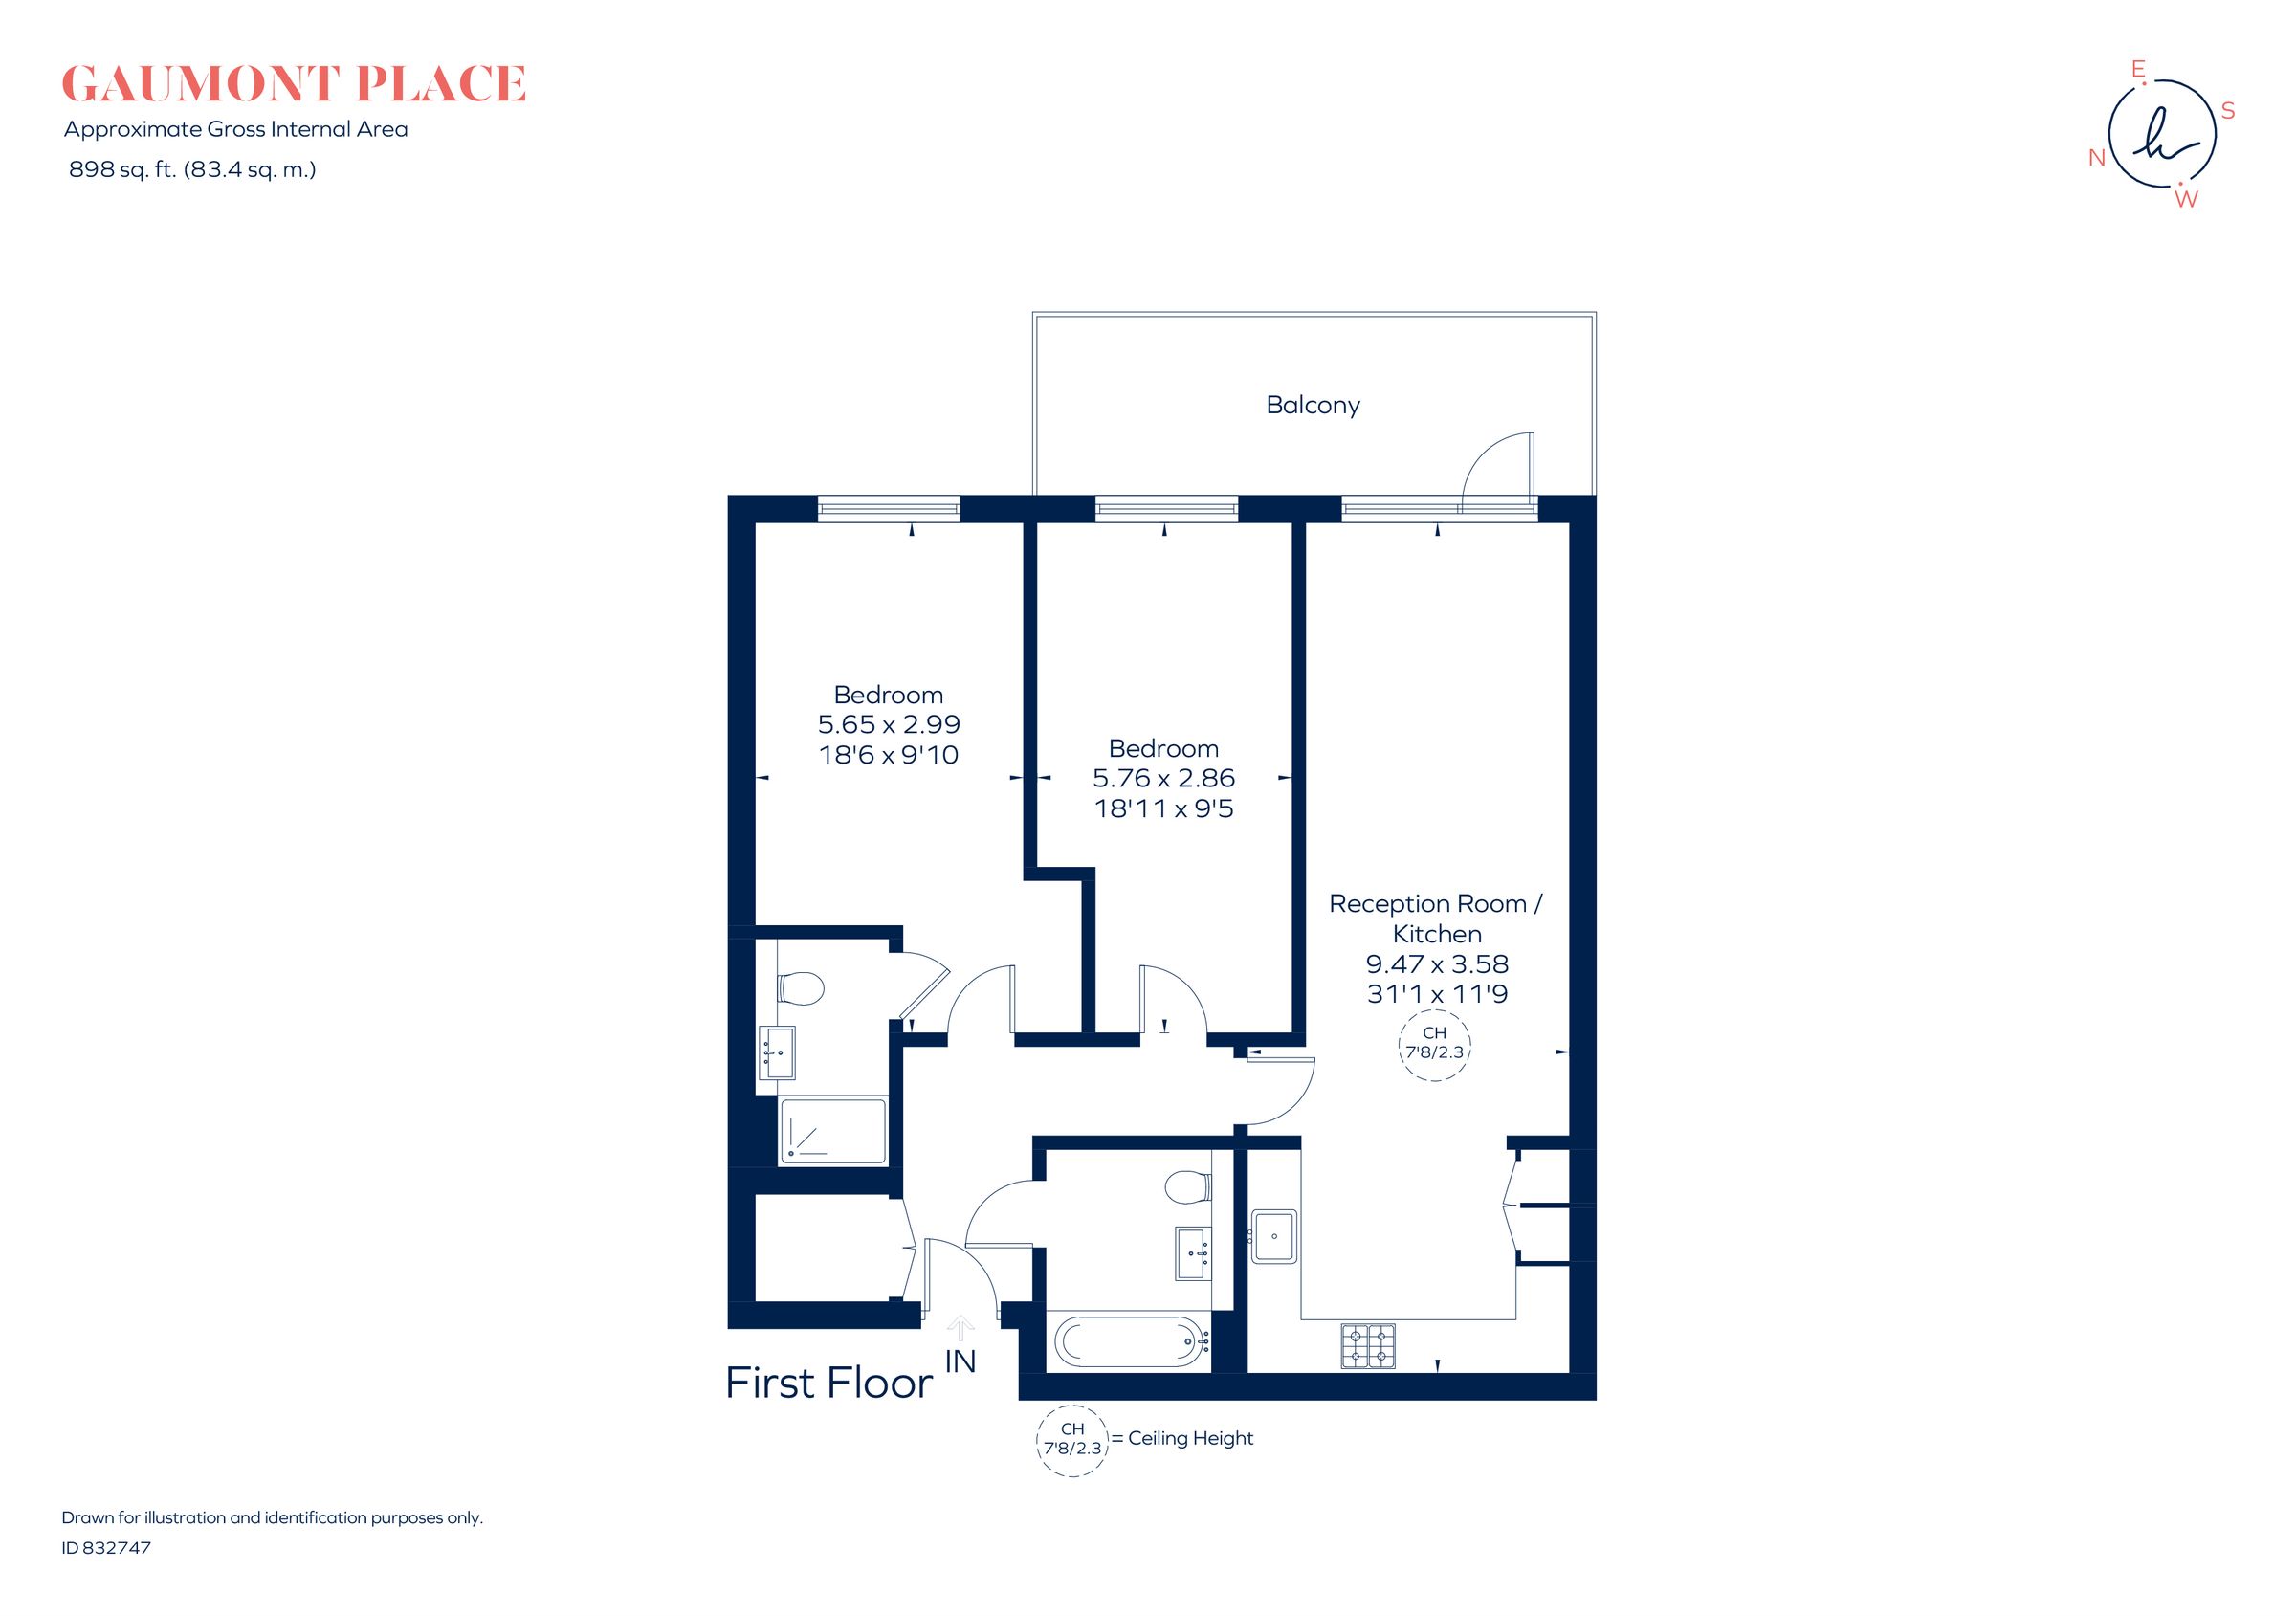 GAUMONT PLACE
Approximate Gross Internal Area
898 sq. ft. (83.4 sq. m.)
E
S
N
W
Balcony
Bedroom
5.65 x 2.99
18'6 x 9'10
Bedroom
5.76 x 2.86
18'11 x 9'5
Reception Room /
Kitchen
9.47 x 3.58
31'1 x 11'9
CH
7'8/2.3
IN
First Floor
CH
7'8/2.3
= Ceiling Height
Drawn for illustration and identification purposes only.
ID 832747